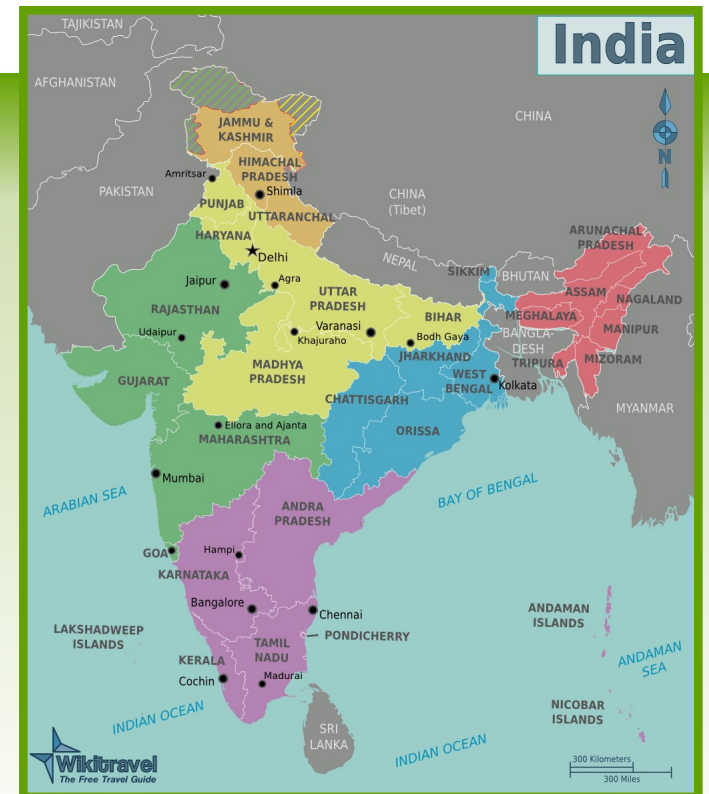 TAJIKISTAN
India
AFGHANISTAN
CHINA
JAMMU &
KASHMIR
N
HIMACHAL
PRADESH
Amritsar
PAKISTAN
Shimla
CHINA
(Tibet)
PUNJAB
UTTARANCHAL
HARYANA
Delhi
ARUNACHAL
PRADESH
NEPAL
SIKKIM
BHUTAN
Jaipur
Agra
UTTAR
PRADESH
ASSAM
NAGALAND
RAJASTHAN
BIHAR
MEGHALAYA
Varanasi
MANIPUR
Udaipur
Khajuraho
Bodh Gaya
BANGLA-
DESH
JHARKHAND
MIZORAM
TRIPURA
MADHYA
PRADESH
WEST
BENGAL
GUJARAT
Kolkata
CHATTISGARH
MYANMAR
Ellora and Ajanta
ORISSA
MAHARASHTRA
Mumbai
BAY OF BENGAL
ARABIAN SEA
ANDRA
PRADESH
GOA
Hampi
KARNATAKA
Bangalore
Chennai
ANDAMAN
ISLANDS
LAKSHADWEEP
ISLANDS
PONDICHERRY
TAMIL
NADU
KERALA
ANDAMAN
SEA
Cochin
Madurai
NICOBAR
ISLANDS
INDIAN OCEAN
SRI
LANKA
INDIAN OCEAN
Wikitravel
The Free Travel Guide
300 Kilometers
300 Miles